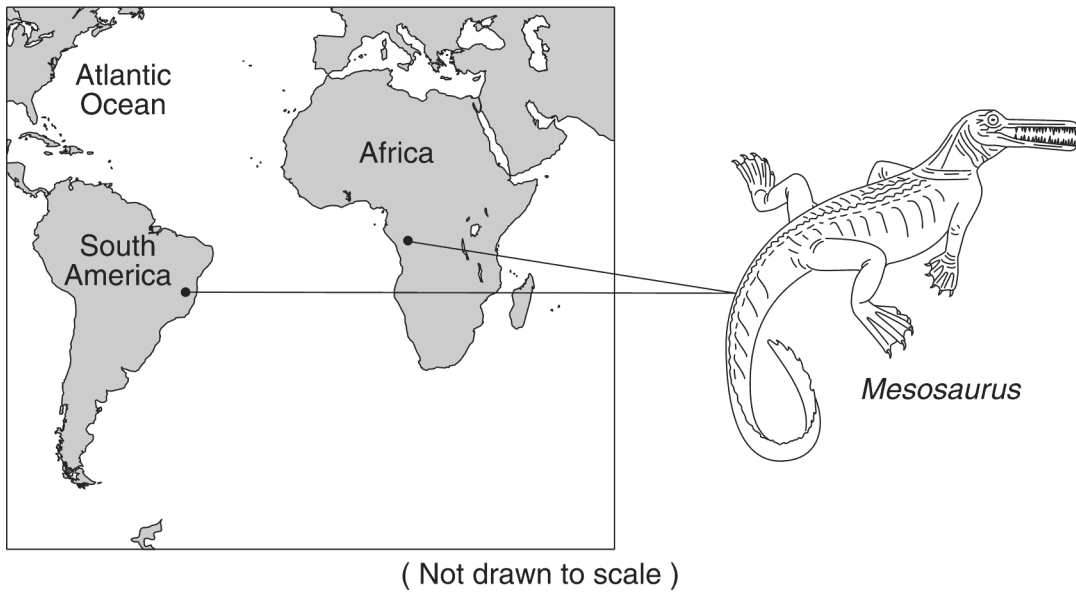 Atlantic
Ocean
Africa
South
America
Mesosaurus
( Not drawn to scale )